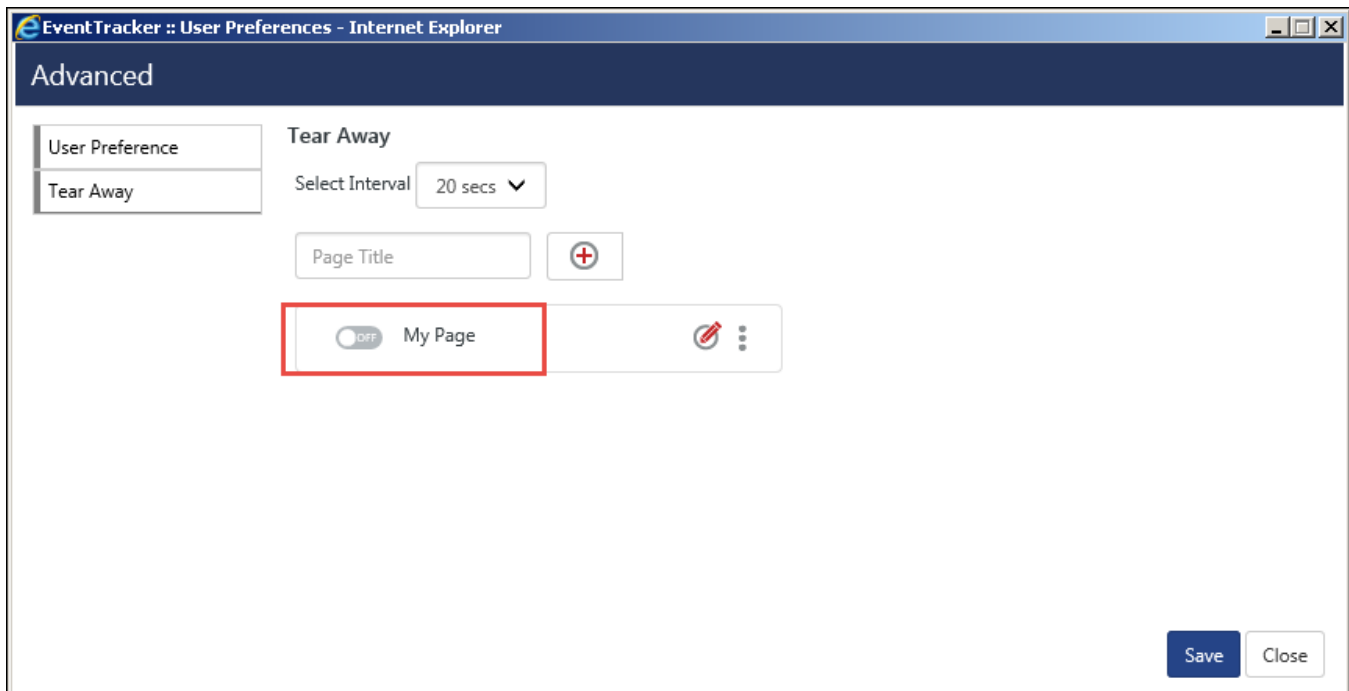 EventTracker :: User Preferences - Internet Explorer
Advanced
User Preference
Tear Away
Tear Away
Select Interval 20 secs
Page Title
OFF My Page
Save Close